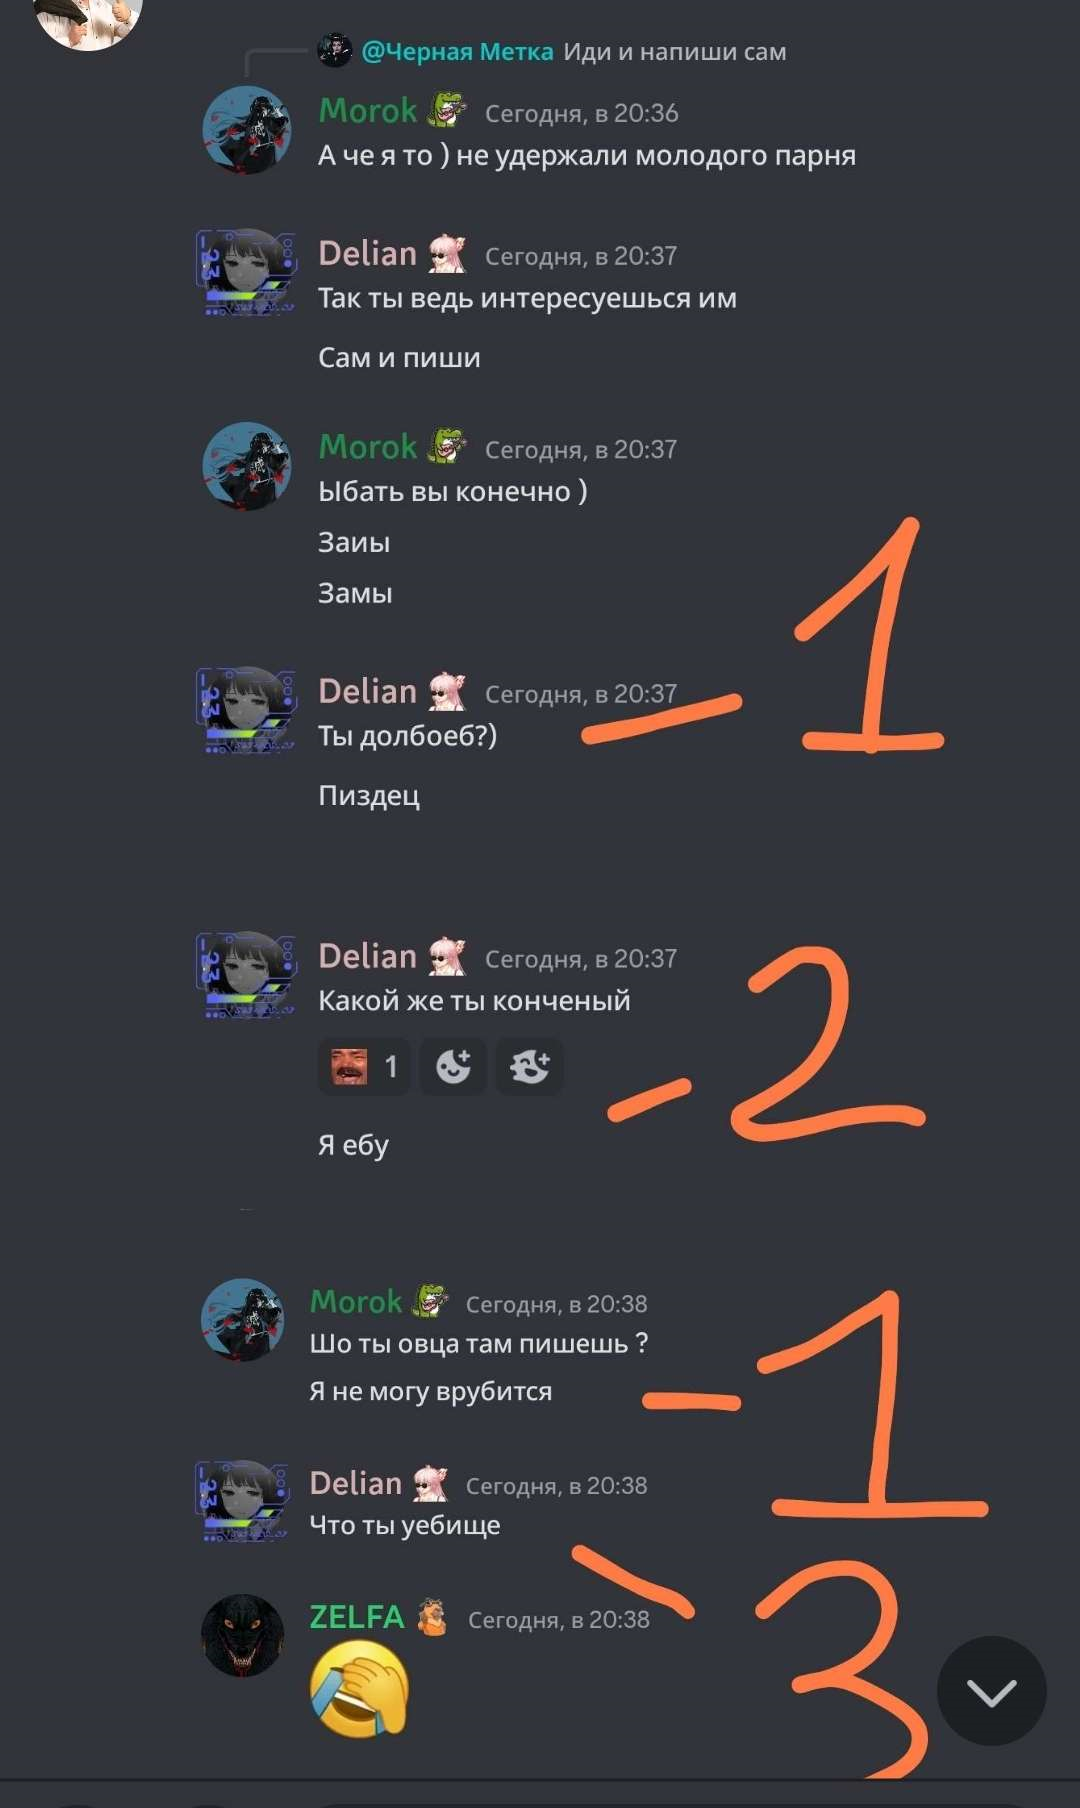 @Черная Метка Иди и напиши сам
Morok Сегодня, в 20:36
А че я то ) не удержали молодого парня
Delian Сегодня, в 20:37
Так ты ведь интересуешься им
Сам и пиши
Morok Сегодня, в 20:37
Ыбать вы конечно )
Заиы
Замы
Delian Сегодня, в 20:37
Ты долбоеб?)
- 1
Пиздец
Delian Сегодня, в 20:37
Какой же ты конченый
1
- 2
Я ебу
Morok Сегодня, в 20:38
Шо ты овца там пишешь ?
Я не могу врубится
- 1
Delian Сегодня, в 20:38
Что ты уебище
- 3
ZELFA Сегодня, в 20:38